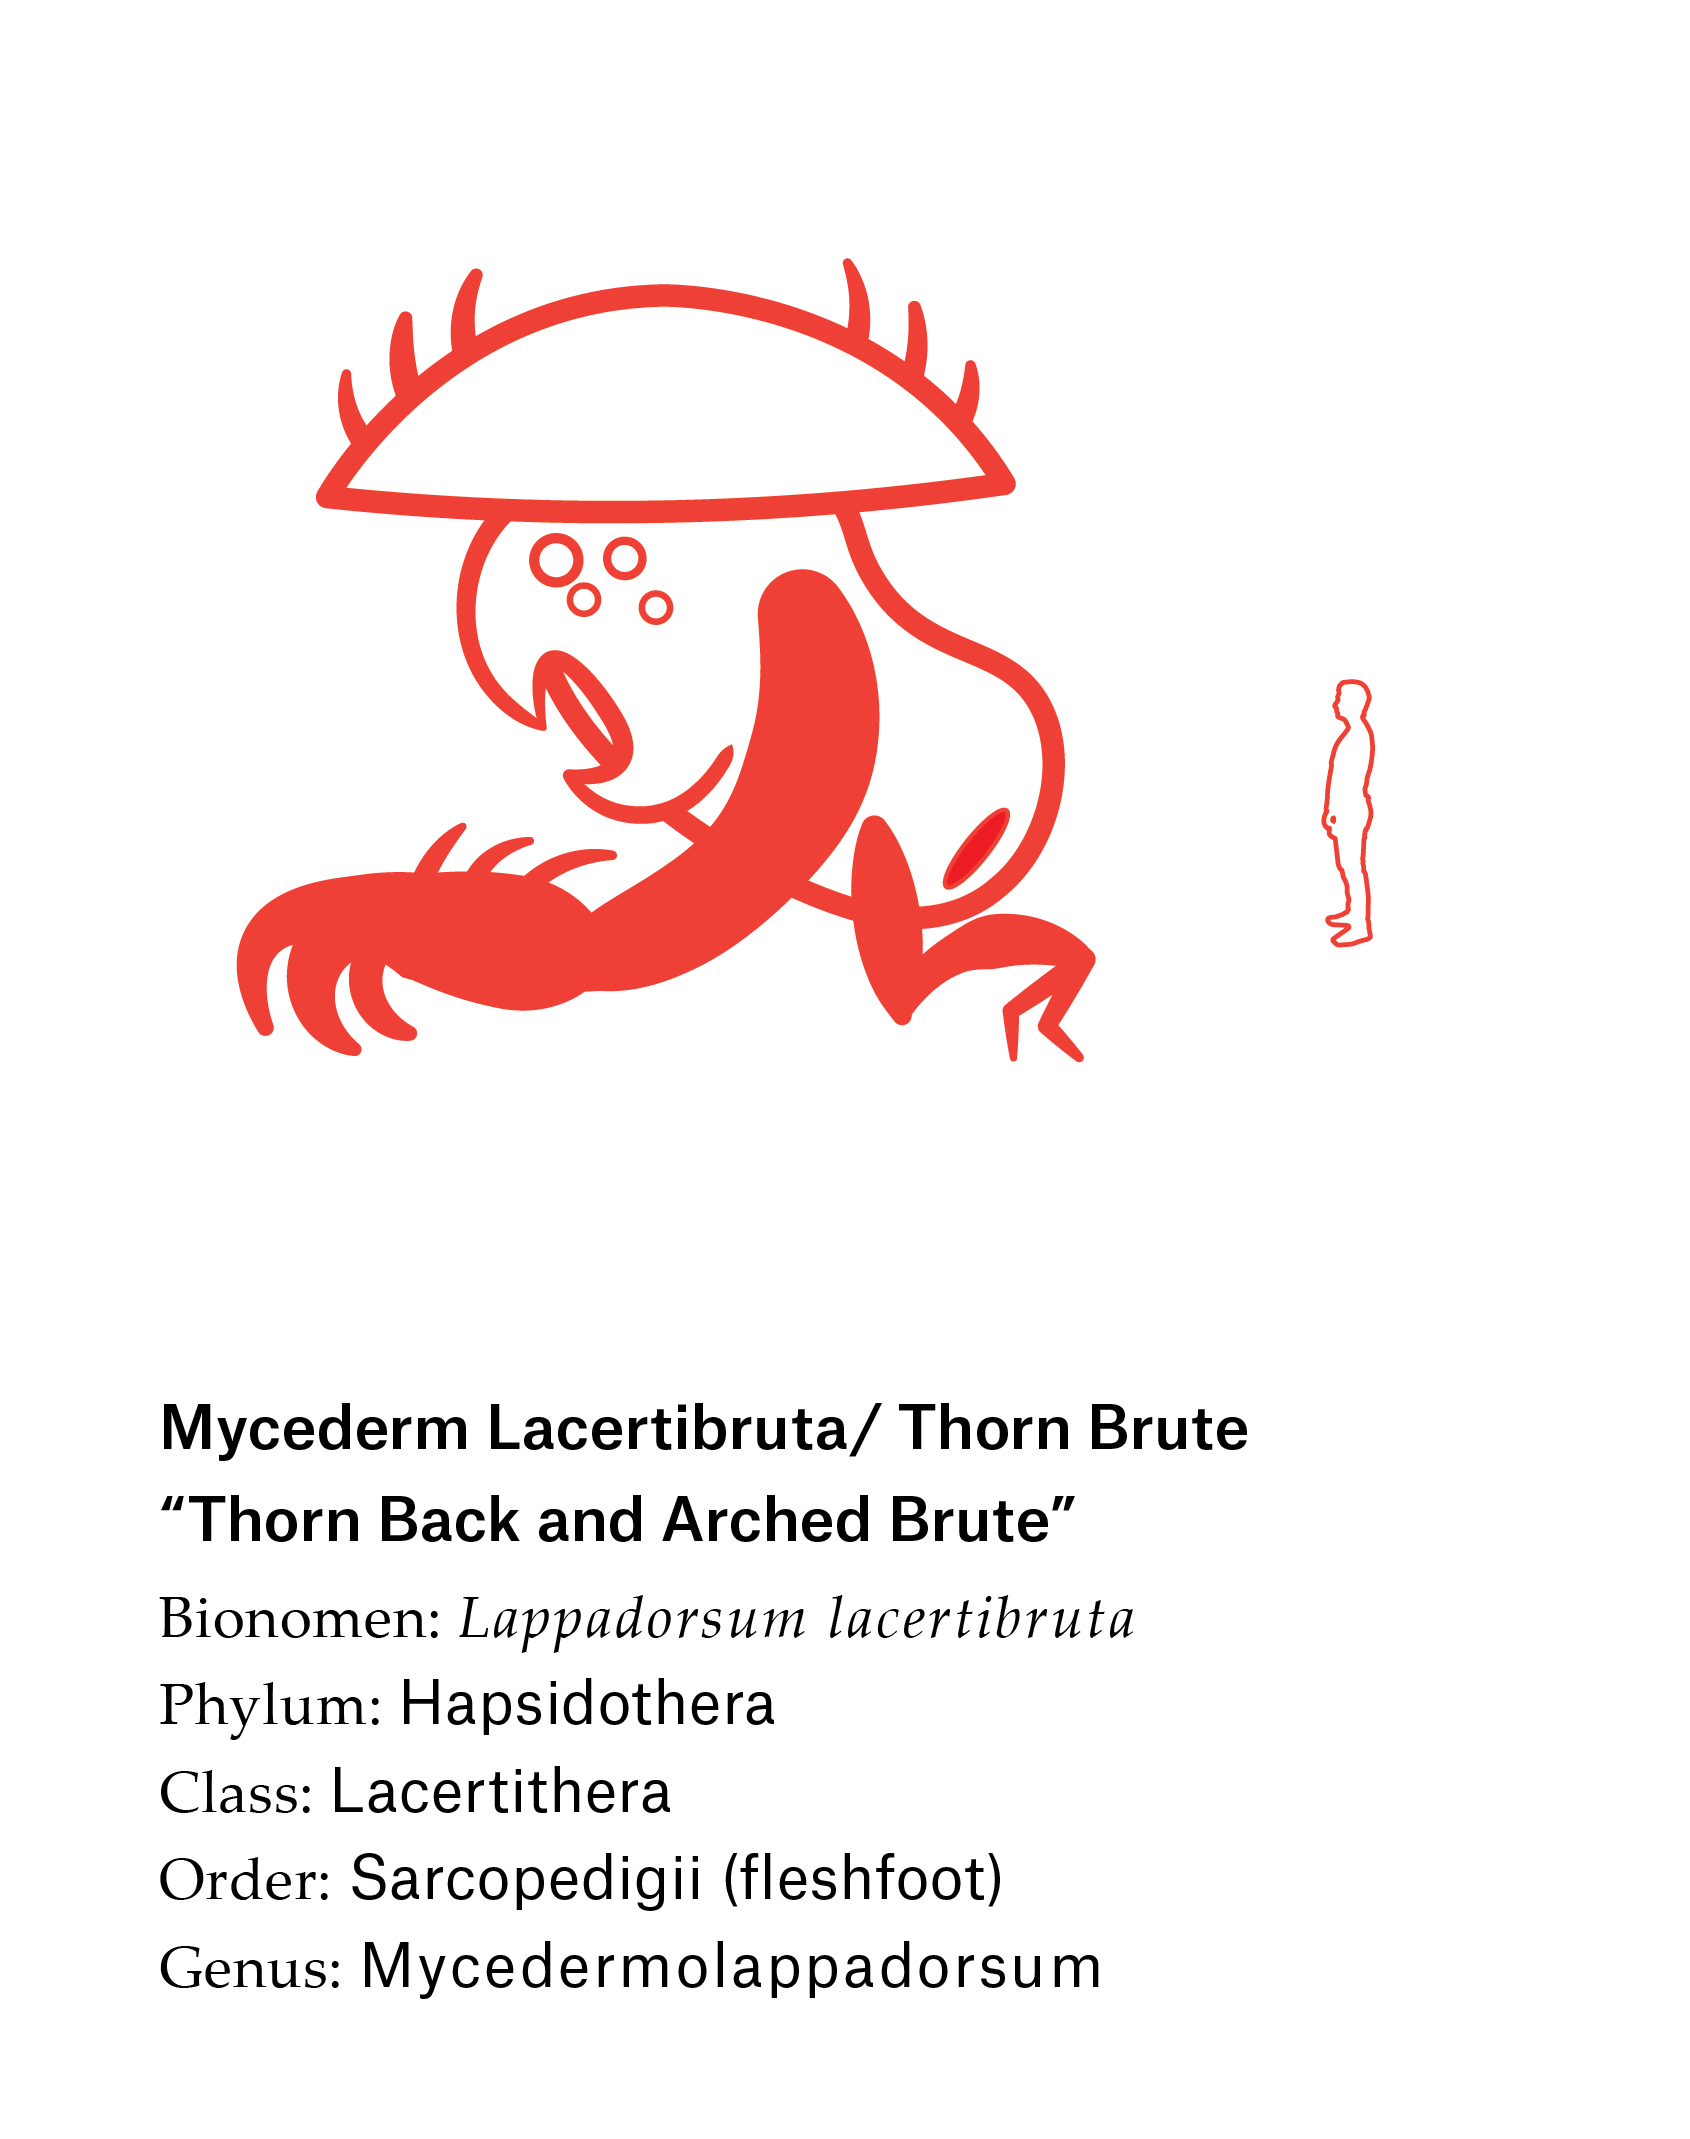 Mycederm Lacertibruta/ Thorn Brute
“Thorn Back and Arched Brute”
Bionomen: Lappadorsum lacertibruta
Phylum: Hapsidothera
Class: Lacertithera
Order: Sarcopedigii (fleshfoot)
Genus: Mycedermolappadorsum